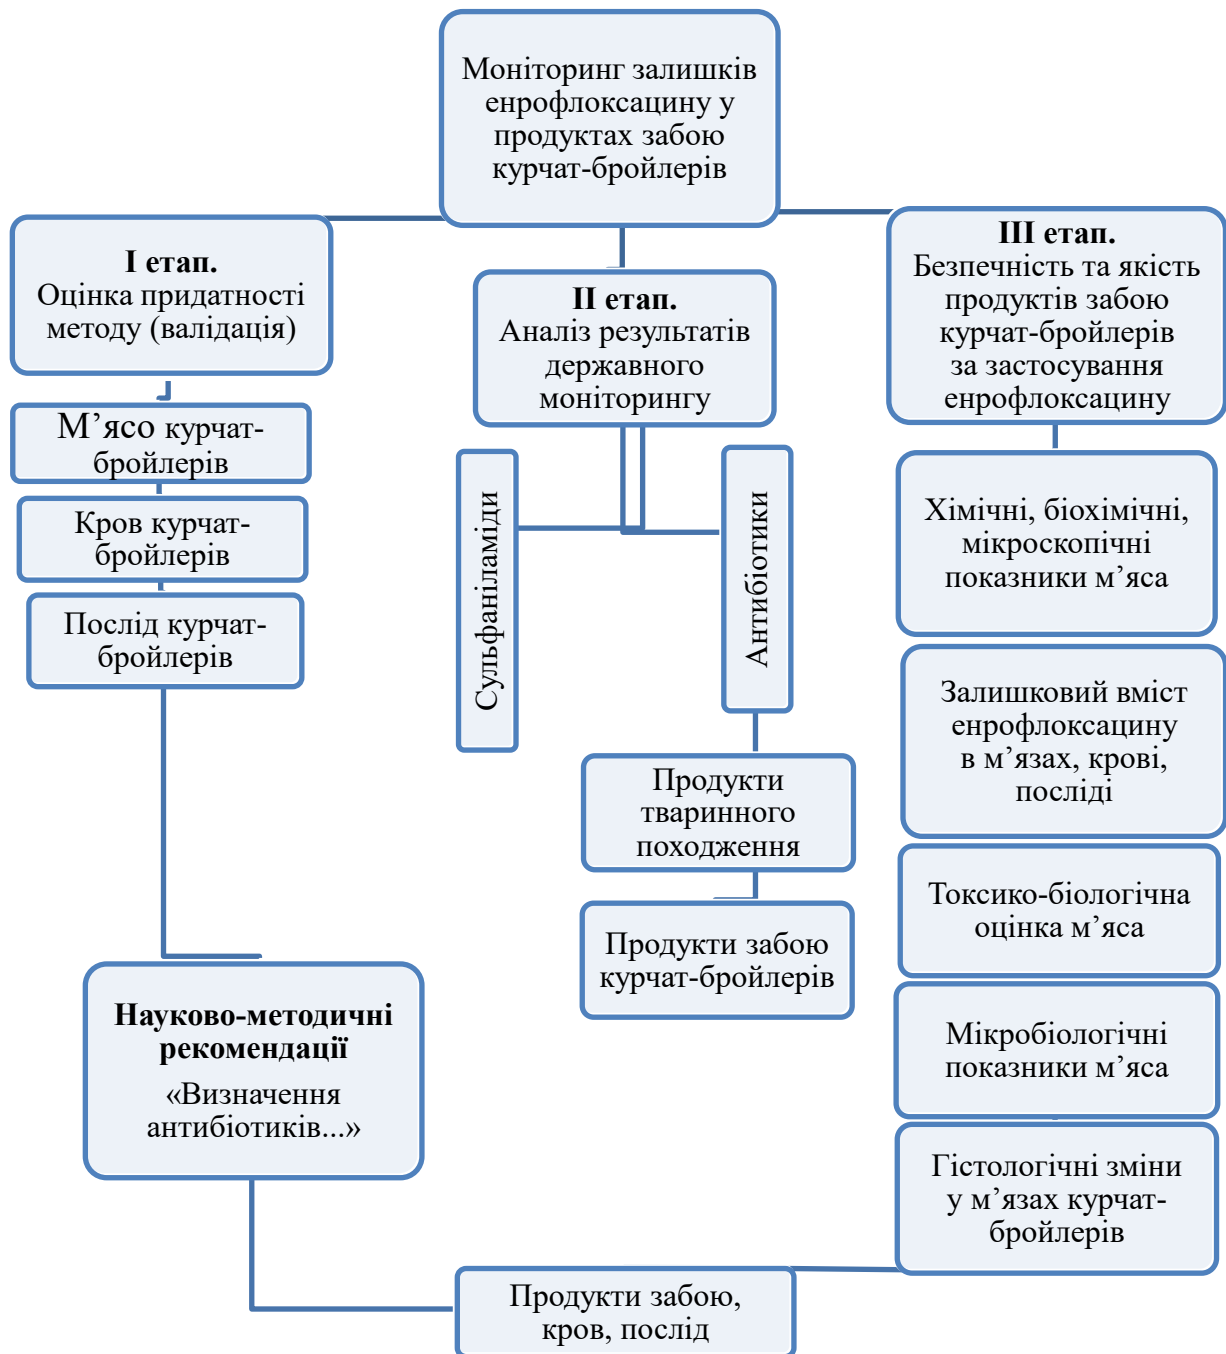 Моніторинг залишків
енрофлоксацину у
продуктах забою
курчат-бройлерів
І етап.
Оцінка придатності
методу (валідація)
М’ясо курчат-
бройлерів
Кров курчат-
бройлерів
Послід курчат-
бройлерів
Науково-методичні
рекомендації
«Визначення
антибіотиків...»
ІІ етап.
Аналіз результатів
державного
моніторингу
Сульфаніламіди
Антибіотики
Продукти
тваринного
походження
Продукти забою
курчат-бройлерів
ІІІ етап.
Безпечність та якість
продуктів забою
курчат-бройлерів
за застосування
енрофлоксацину
Хімічні, біохімічні,
мікроскопічні
показники м’яса
Залишковий вміст
енрофлоксацину
в м’язах, крові,
посліді
Токсико-біологічна
оцінка м’яса
Мікробіологічні
показники м’яса
Гістологічні зміни
у м’язах курчат-
бройлерів
Продукти забою,
кров, послід